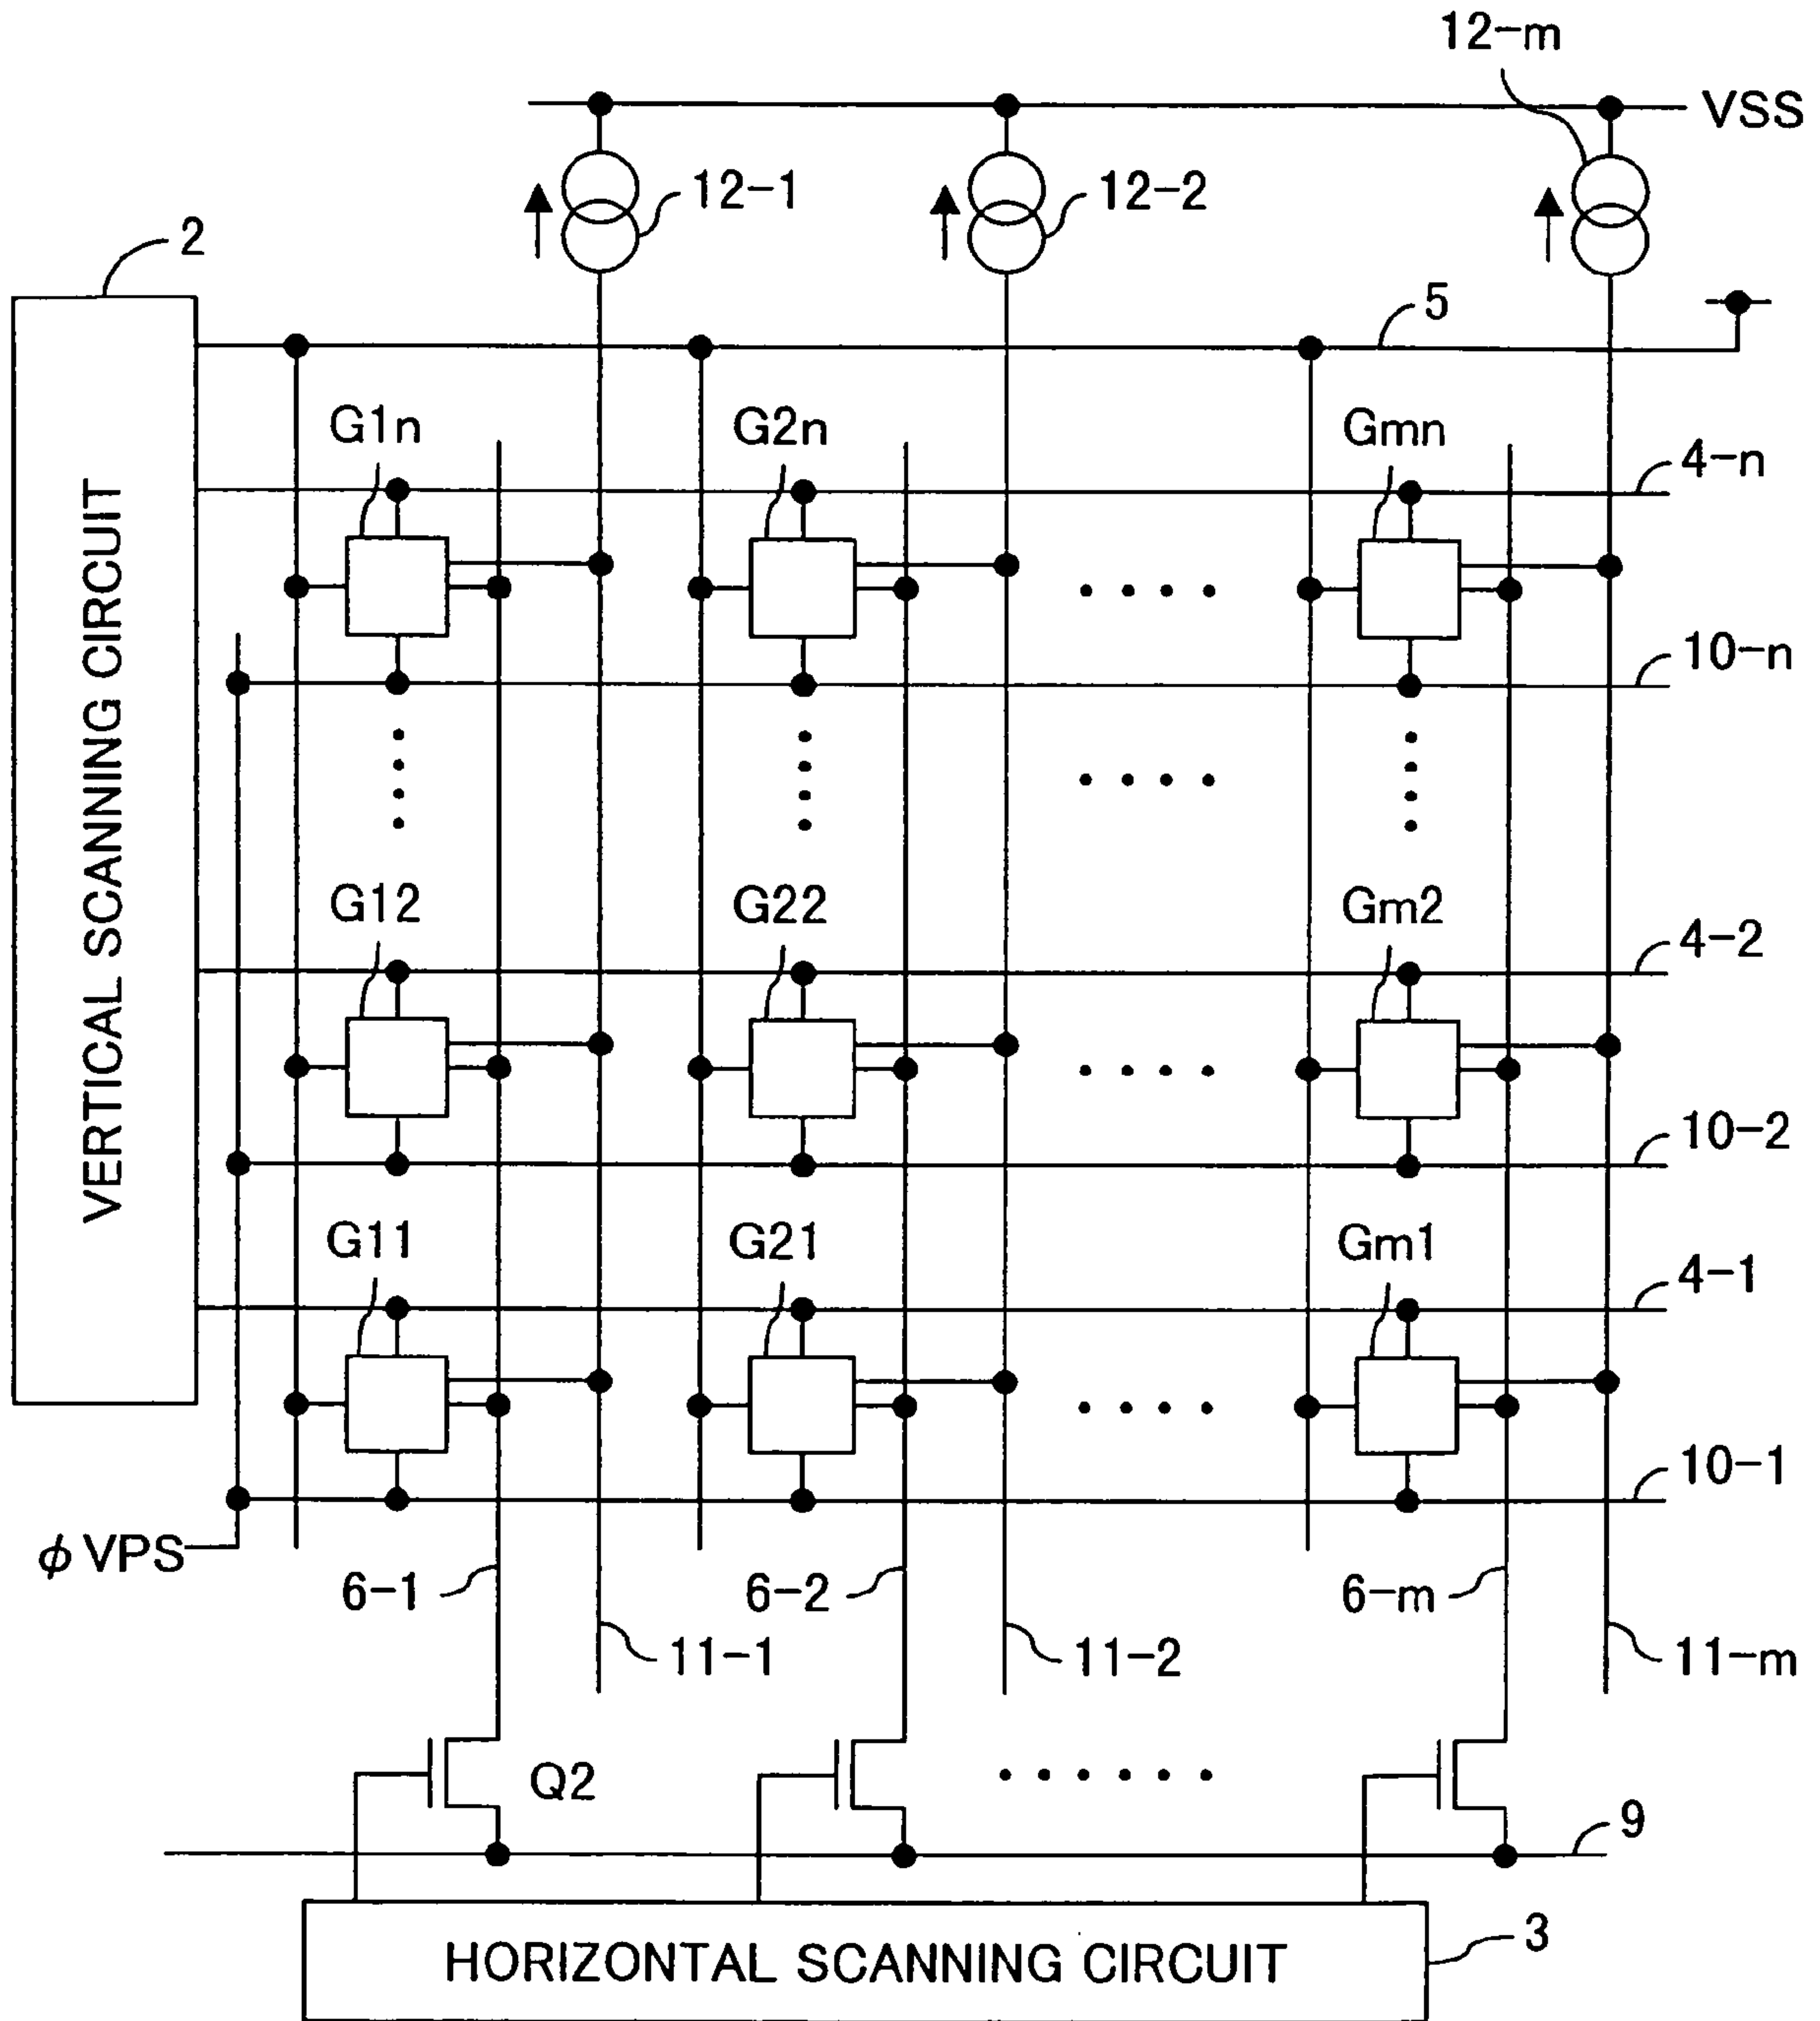 12-m
VSS
12-1
12-2
2
5
G1n
G2n
Gmn
4-n
VERTICAL SCANNING CIRCUIT
10-n
G12
G22
Gm2
4-2
10-2
G11
G21
Gm1
4-1
10-1
φVPS
6-1
6-2
6-m
11-1
11-2
11-m
Q2
9
HORIZONTAL SCANNING CIRCUIT
3